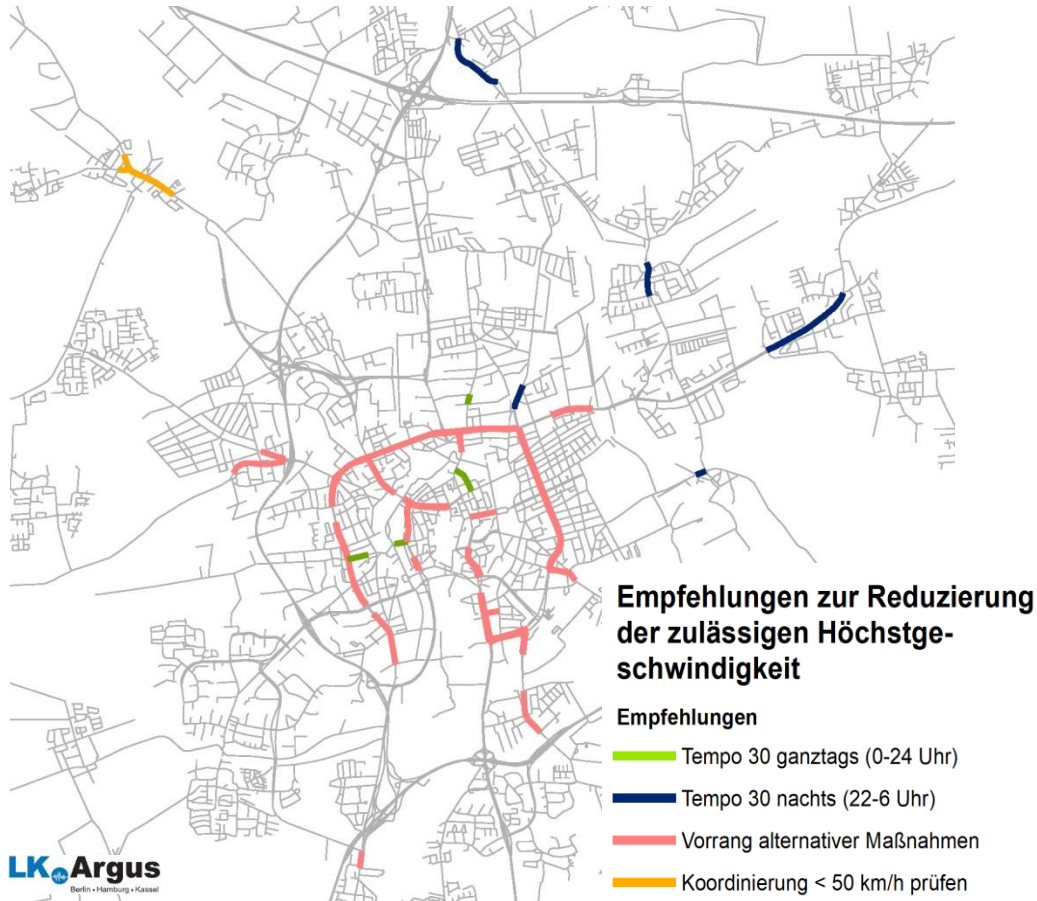 Empfehlungen zur Reduzierung
der zulässigen Höchstge-
schwindigkeit
Empfehlungen
Tempo 30 ganztags (0-24 Uhr)
Tempo 30 nachts (22-6 Uhr)
Vorrang alternativer Maßnahmen
Koordinierung < 50 km/h prüfen
LK Argus
Berlin • Hamburg • Kassel